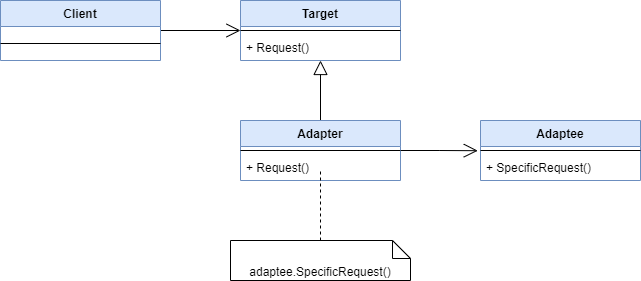 Client
Target
+ Request()
Adapter
+ Request()
Adaptee
+ SpecificRequest()
adaptee.SpecificRequest()